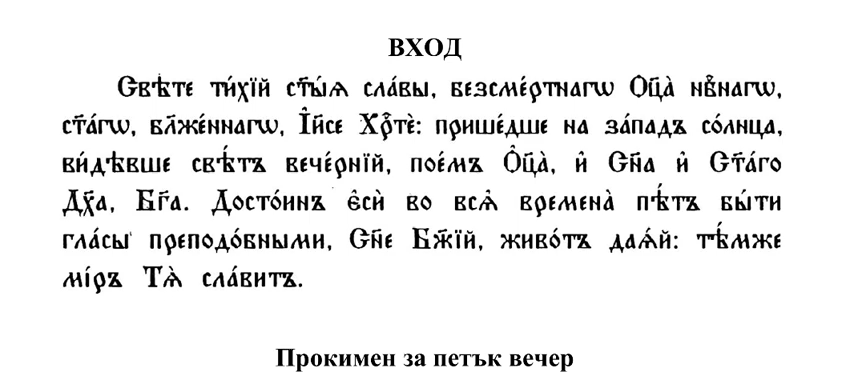 ВХОД
Свѣ́те ти́хїй ст҃ы́ѧ сла́вы, безсме́ртнагѡ Оц҃а̀ нбⷭ҇нагѡ,
ст҃а́гѡ, бл҃же́ннагѡ, І҆и҃се Хрⷭ҇тѐ: прише́дше на за́падъ со́лнца,
ви́дѣвше свѣ́тъ вече́рнїй, пое́мъ Ѻ҆ц҃а̀, и҆ Сн҃а и҆ Ст҃а́го
Дх҃а, Бг҃а. Досто́инъ є҆сѝ во всѧ̑ времена̀ пѣ́тъ бы́ти
гла́сы преподо́бными, Сн҃е Бж҃їй, живо́тъ даѧ́й: тѣ́мже
мі́ръ Тѧ̀ сла́витъ.
Прокимен за петък вечер